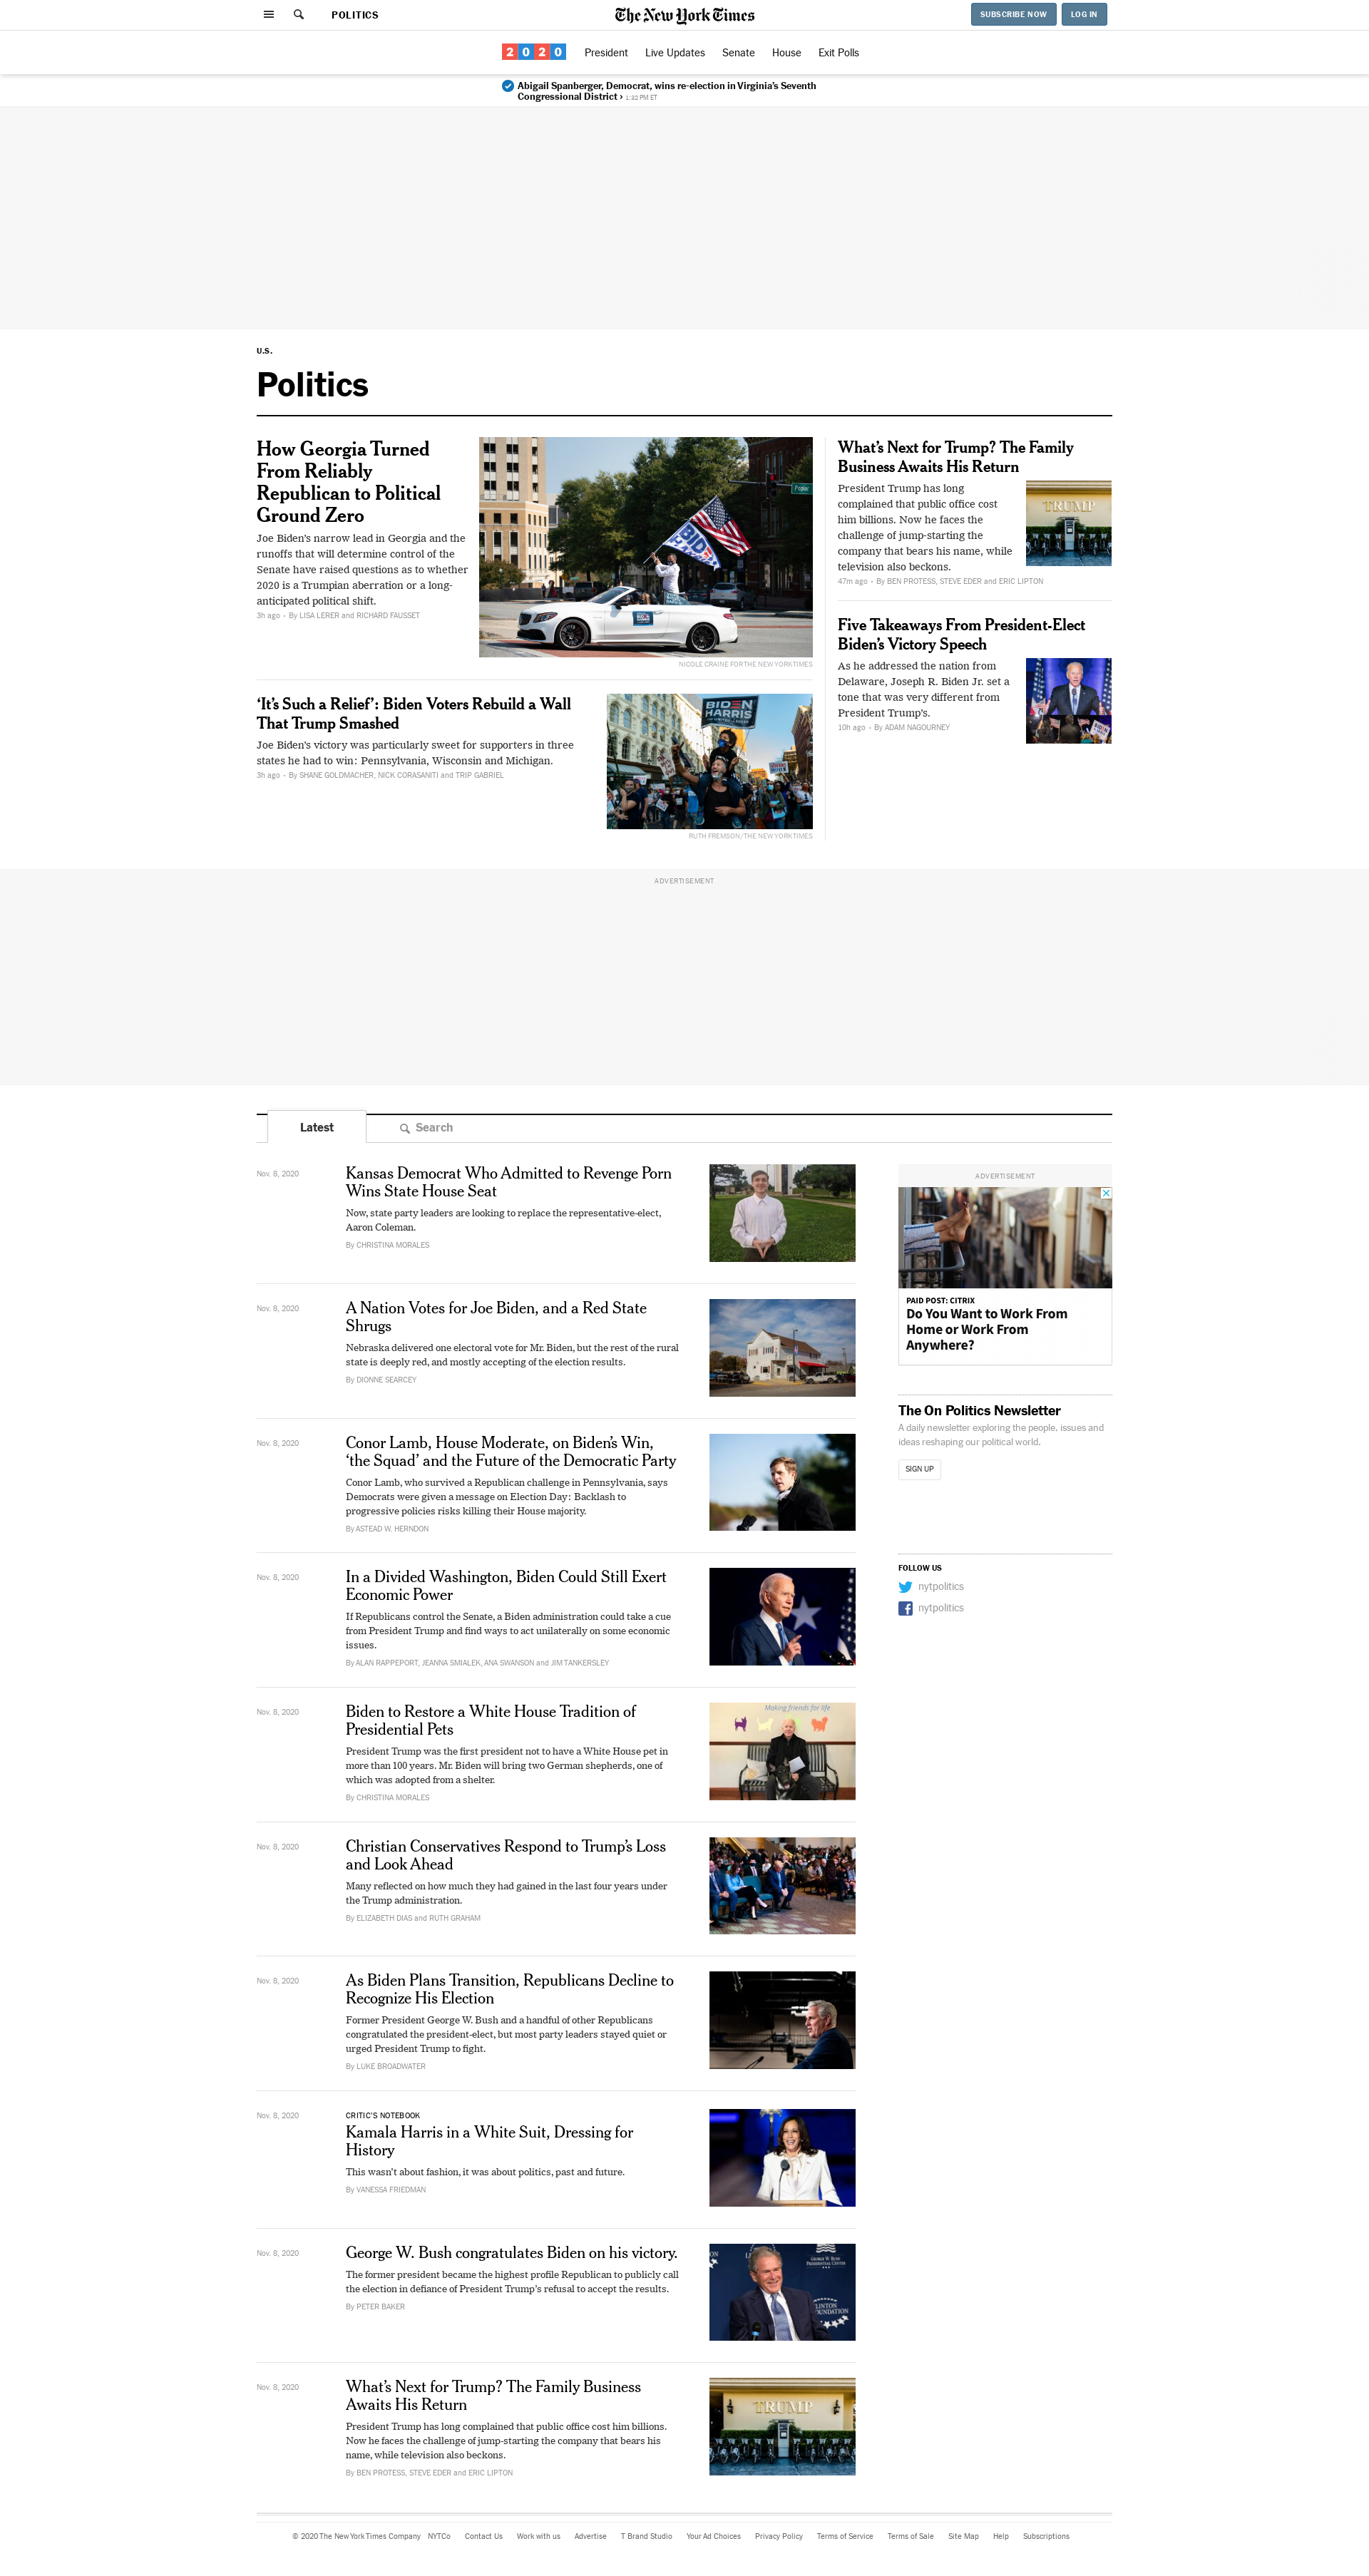 POLITICS
The New York Times
SUBSCRIBE NOW
LOG IN
2020
President
Live Updates
Senate
House
Exit Polls
Abigail Spanberger, Democrat, wins re-election in Virginia’s Seventh
Congressional District › 1:32 PM ET
U.S.
Politics
How Georgia Turned
From Reliably
Republican to Political
Ground Zero
Joe Biden’s narrow lead in Georgia and the
runoffs that will determine control of the
Senate have raised questions as to whether
2020 is a Trumpian aberration or a long-
anticipated political shift.
3h ago • By LISA LERER and RICHARD FAUSSET
Poplar
BIDEN
NICOLE CRAINE FOR THE NEW YORK TIMES
‘It’s Such a Relief’: Biden Voters Rebuild a Wall
That Trump Smashed
Joe Biden’s victory was particularly sweet for supporters in three
states he had to win: Pennsylvania, Wisconsin and Michigan.
3h ago • By SHANE GOLDMACHER, NICK CORASANITI and TRIP GABRIEL
BIDEN
HARRIS
RUTH FREMSON/THE NEW YORK TIMES
What’s Next for Trump? The Family
Business Awaits His Return
President Trump has long
complained that public office cost
him billions. Now he faces the
challenge of jump-starting the
company that bears his name, while
television also beckons.
47m ago • By BEN PROTESS, STEVE EDER and ERIC LIPTON
TRUMP
Five Takeaways From President-Elect
Biden’s Victory Speech
As he addressed the nation from
Delaware, Joseph R. Biden Jr. set a
tone that was very different from
President Trump’s.
10h ago • By ADAM NAGOURNEY
ADVERTISEMENT
Latest
Search
Nov. 8, 2020
Kansas Democrat Who Admitted to Revenge Porn
Wins State House Seat
Now, state party leaders are looking to replace the representative-elect,
Aaron Coleman.
By CHRISTINA MORALES
Nov. 8, 2020
A Nation Votes for Joe Biden, and a Red State
Shrugs
Nebraska delivered one electoral vote for Mr. Biden, but the rest of the rural
state is deeply red, and mostly accepting of the election results.
By DIONNE SEARCEY
Nov. 8, 2020
Conor Lamb, House Moderate, on Biden’s Win,
‘the Squad’ and the Future of the Democratic Party
Conor Lamb, who survived a Republican challenge in Pennsylvania, says
Democrats were given a message on Election Day: Backlash to
progressive policies risks killing their House majority.
By ASTEAD W. HERNDON
Nov. 8, 2020
In a Divided Washington, Biden Could Still Exert
Economic Power
If Republicans control the Senate, a Biden administration could take a cue
from President Trump and find ways to act unilaterally on some economic
issues.
By ALAN RAPPEPORT, JEANNA SMIALEK, ANA SWANSON and JIM TANKERSLEY
Nov. 8, 2020
Biden to Restore a White House Tradition of
Presidential Pets
President Trump was the first president not to have a White House pet in
more than 100 years. Mr. Biden will bring two German shepherds, one of
which was adopted from a shelter.
By CHRISTINA MORALES
Making friends for life
Nov. 8, 2020
Christian Conservatives Respond to Trump’s Loss
and Look Ahead
Many reflected on how much they had gained in the last four years under
the Trump administration.
By ELIZABETH DIAS and RUTH GRAHAM
Nov. 8, 2020
As Biden Plans Transition, Republicans Decline to
Recognize His Election
Former President George W. Bush and a handful of other Republicans
congratulated the president-elect, but most party leaders stayed quiet or
urged President Trump to fight.
By LUKE BROADWATER
Nov. 8, 2020
CRITIC’S NOTEBOOK
Kamala Harris in a White Suit, Dressing for
History
This wasn’t about fashion, it was about politics, past and future.
By VANESSA FRIEDMAN
Nov. 8, 2020
George W. Bush congratulates Biden on his victory.
The former president became the highest profile Republican to publicly call
the election in defiance of President Trump’s refusal to accept the results.
By PETER BAKER
GEORGE W. BUSH
PRESIDENTIAL CENTER
CLINTON
FOUNDATION
Nov. 8, 2020
What’s Next for Trump? The Family Business
Awaits His Return
President Trump has long complained that public office cost him billions.
Now he faces the challenge of jump-starting the company that bears his
name, while television also beckons.
By BEN PROTESS, STEVE EDER and ERIC LIPTON
TRUMP
ADVERTISEMENT
PAID POST: CITRIX
Do You Want to Work From
Home or Work From
Anywhere?
The On Politics Newsletter
A daily newsletter exploring the people, issues and
ideas reshaping our political world.
SIGN UP
FOLLOW US
nytpolitics
nytpolitics
© 2020 The New York Times Company
NYTCo
Contact Us
Work with us
Advertise
T Brand Studio
Your Ad Choices
Privacy Policy
Terms of Service
Terms of Sale
Site Map
Help
Subscriptions